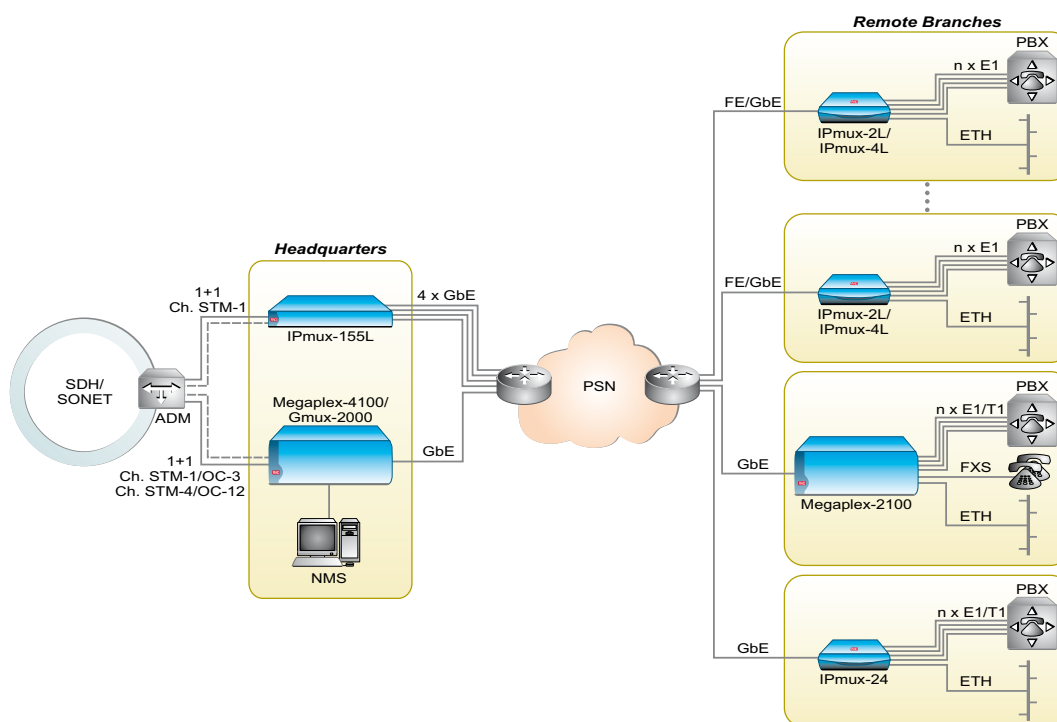 Remote Branches
PBX
n x E1
FE/GbE
IPmux-2L/
IPmux-4L
ETH
PBX
n x E1
FE/GbE
IPmux-2L/
IPmux-4L
ETH
Headquarters
1+1
Ch. STM-1
4 x GbE
IPmux-155L
SDH/
SONET
ADM
PSN
Megaplex-4100/
Gmux-2000
GbE
1+1
Ch. STM-1/OC-3
Ch. STM-4/OC-12
NMS
PBX
n x E1/T1
GbE
FXS
Megaplex-2100
ETH
PBX
n x E1/T1
GbE
IPmux-24
ETH